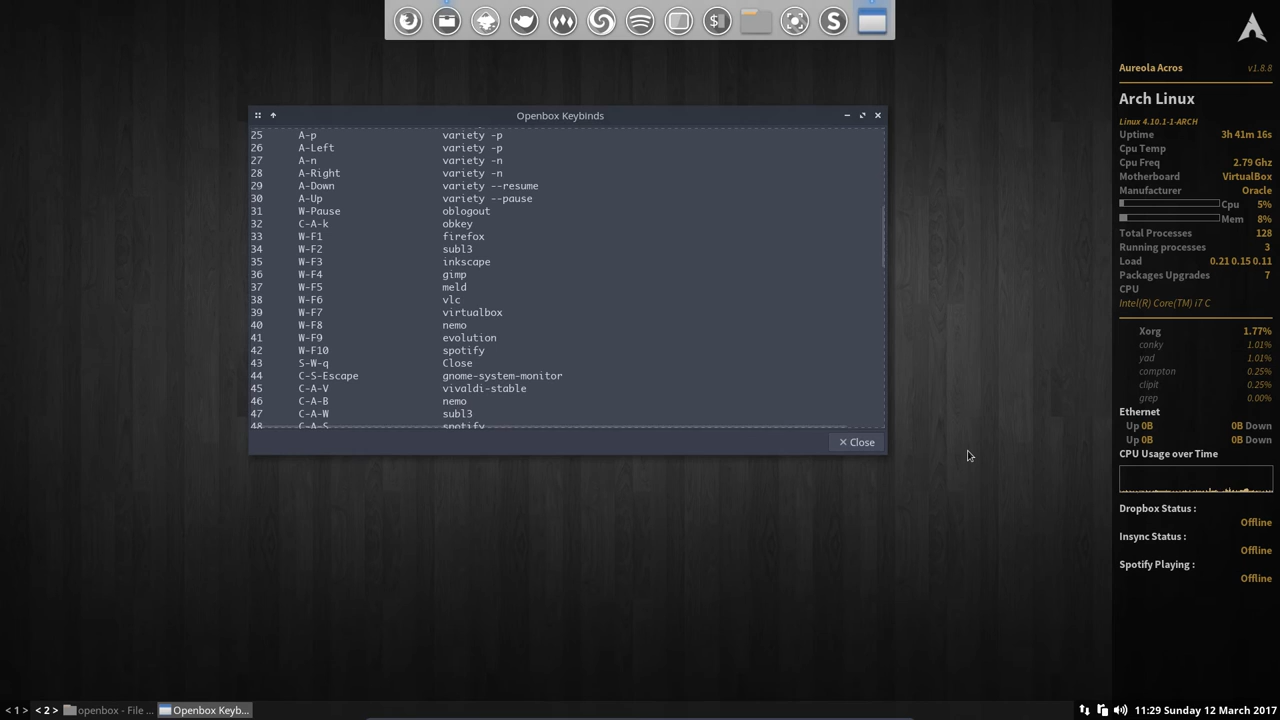 $
S
Openbox Keybinds
25 A-p variety -p
26 A-Left variety -p
27 A-n variety -n
28 A-Right variety -n
29 A-Down variety --resume
30 A-Up variety --pause
31 W-Pause oblogout
32 C-A-k obkey
33 W-F1 firefox
34 W-F2 subl3
35 W-F3 inkscape
36 W-F4 gimp
37 W-F5 meld
38 W-F6 vlc
39 W-F7 virtualbox
40 W-F8 nemo
41 W-F9 evolution
42 W-F10 spotify
43 S-W-q Close
44 C-S-Escape gnome-system-monitor
45 C-A-V vivaldi-stable
46 C-A-B nemo
47 C-A-W subl3
48 C-A-S spotify
Close
Aureola Acros v1.8.8
Arch Linux
Linux 4.10.1-1-ARCH
Uptime 3h 41m 16s
Cpu Temp
Cpu Freq 2.79 Ghz
Motherboard VirtualBox
Manufacturer Oracle
Cpu 5%
Mem 8%
Total Processes 128
Running processes 3
Load 0.21 0.15 0.11
Packages Upgrades 7
CPU
Intel(R) Core(TM) i7 C
Xorg 1.77%
conky 1.01%
yad 1.01%
compton 0.25%
clipit 0.25%
grep 0.00%
Ethernet
Up 0B 0B Down
Up 0B 0B Down
CPU Usage over Time
Dropbox Status :
Offline
Insync Status :
Offline
Spotify Playing :
Offline
< 1 > < 2 > openbox - File ... Openbox Keyb... 11:29 Sunday 12 March 2017